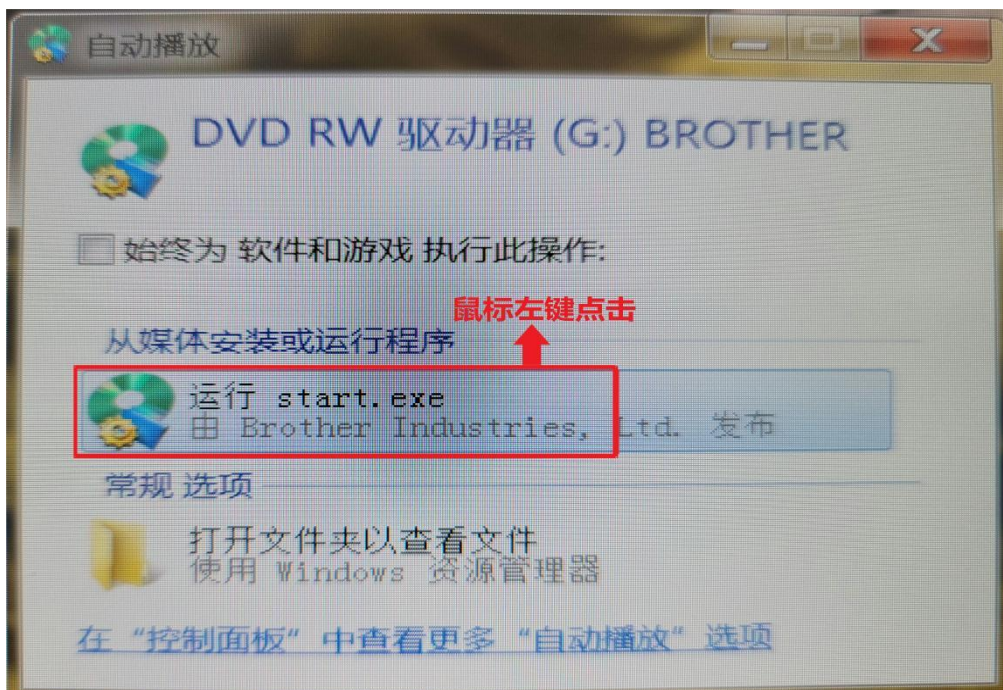 自动播放
DVD RW 驱动器 (G:) BROTHER
始终为 软件和游戏 执行此操作:
鼠标左键点击
从媒体安装或运行程序
运行 start.exe
由 Brother Industries, Ltd. 发布
常规 选项
打开文件夹以查看文件
使用 Windows 资源管理器
在“控制面板”中查看更多“自动播放”选项